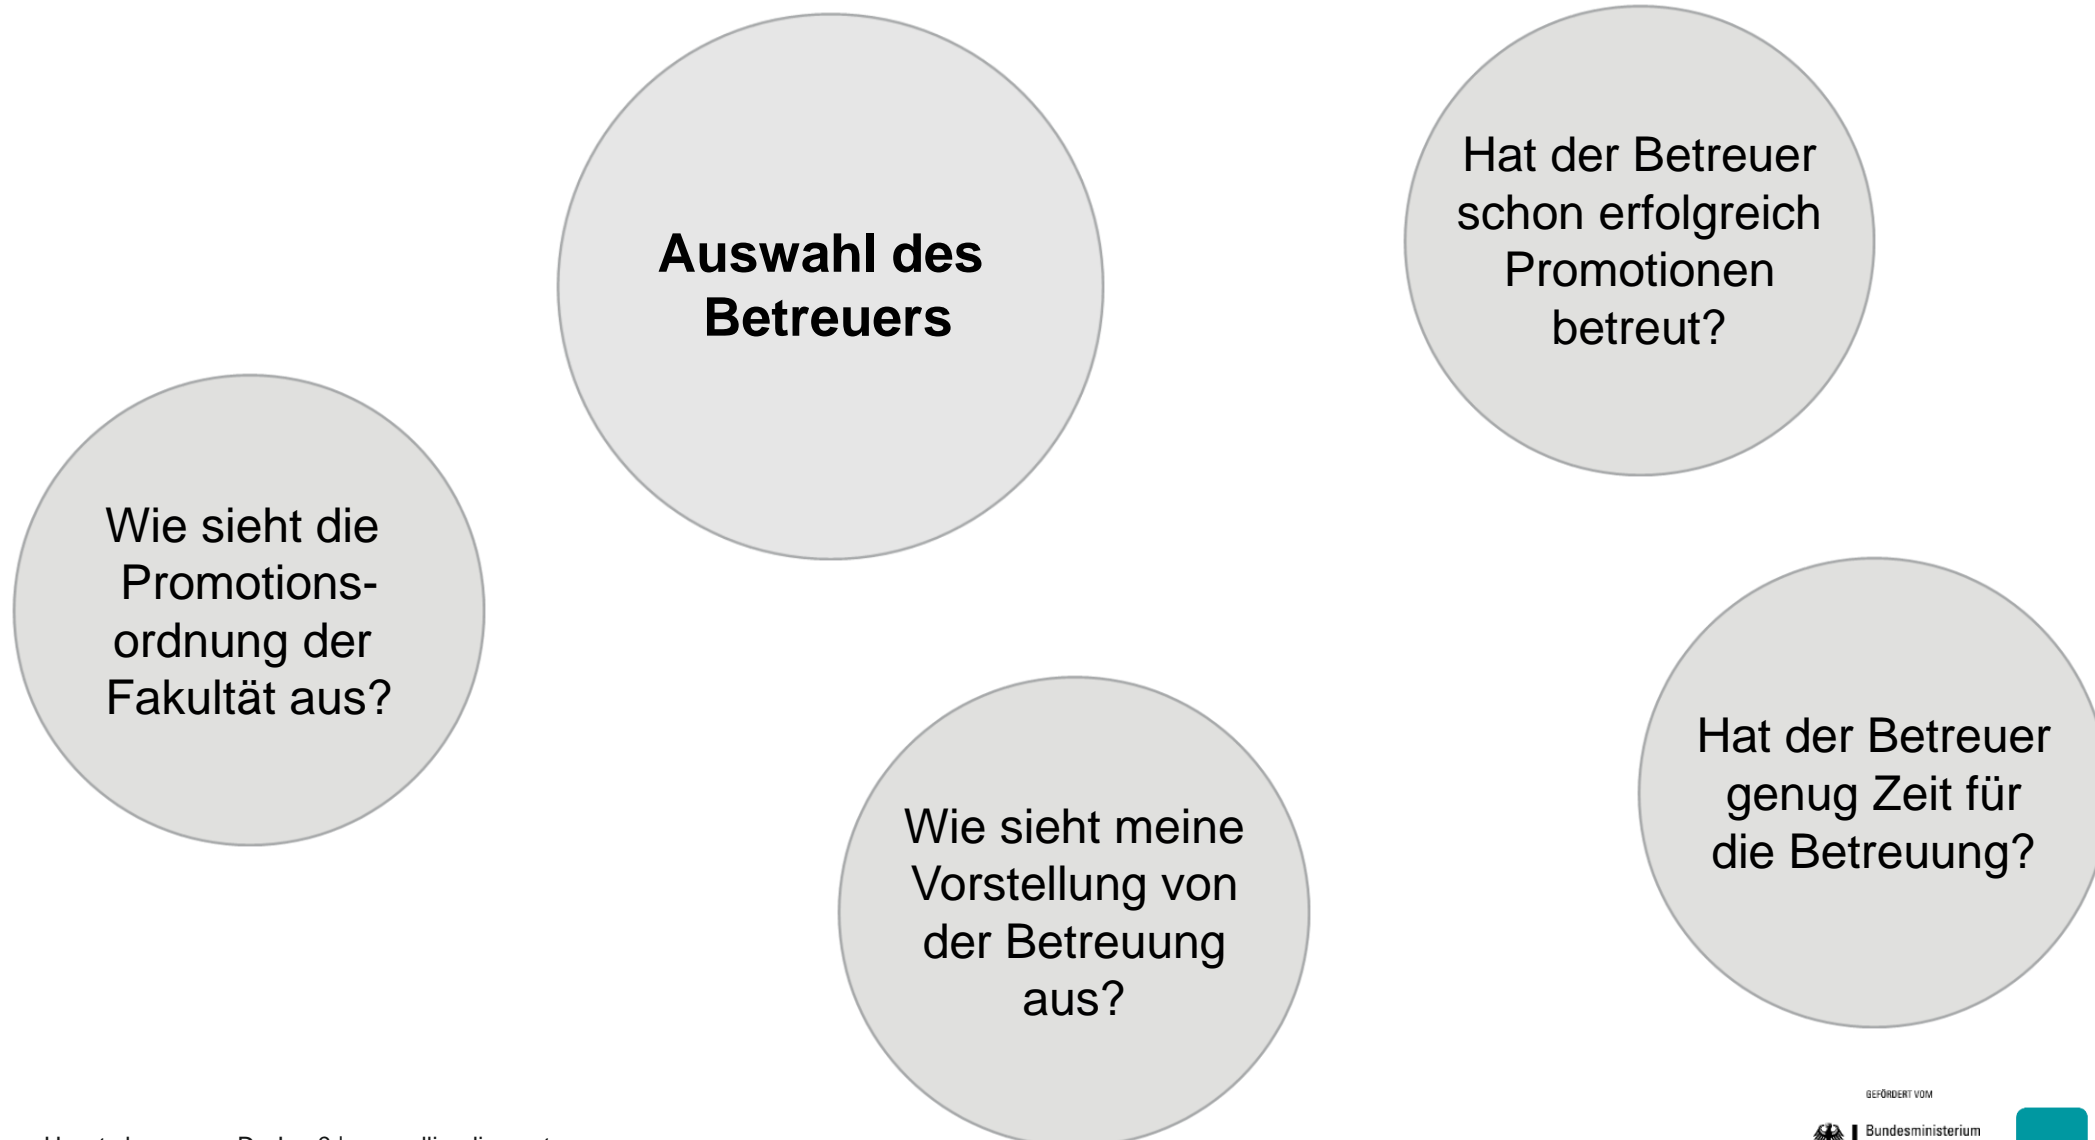 Auswahl des
Betreuers
Hat der Betreuer
schon erfolgreich
Promotionen
betreut?
Wie sieht die
Promotions-
ordnung der
Fakultät aus?
Wie sieht meine
Vorstellung von
der Betreuung
aus?
Hat der Betreuer
genug Zeit für
die Betreuung?
GEFÖRDERT VOM
Bundesministerium